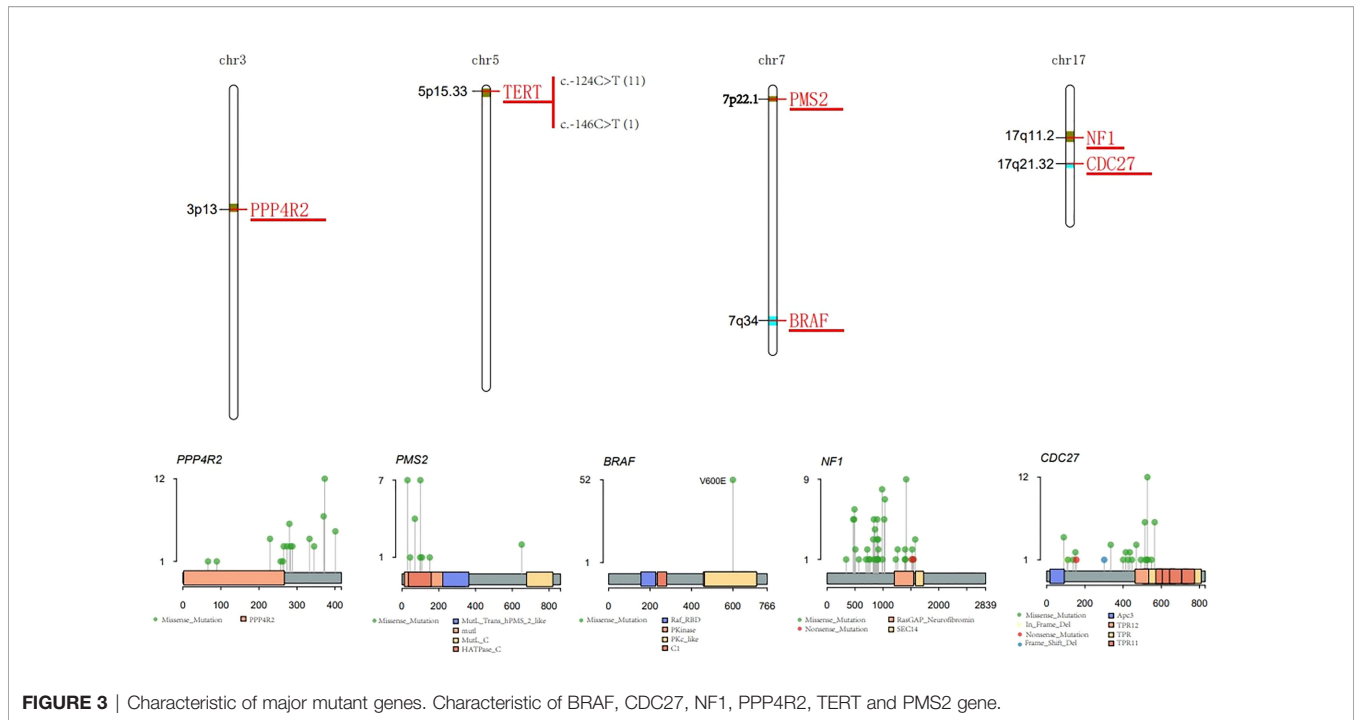 chr3
chr5
chr7
chr17
5p15.33
TERT
c.-124C>T (11)
c.-146C>T (1)
7p22.1
PMS2
17q11.2
NF1
17q21.32
CDC27
3p13
PPP4R2
7q34
BRAF
PPP4R2
12
1
0 100 200 300 400
Missense_Mutation
PPP4R2
PMS2
7
1
0 200 400 600 800
Missense_Mutation
MutL_Trans_hPMS_2_like
mutl
MutL_C
HATPase_C
BRAF
52
V600E
1
0 200 400 600 766
Missense_Mutation
Raf_RBD
PKinase
PKc_like
C1
NF1
9
1
0 500 1000 2000 2839
Missense_Mutation
Nonsense_Mutation
RasGAP_Neurofibromin
SEC14
CDC27
12
1
0 200 400 600 800
Missense_Mutation
In_Frame_Del
Nonsense_Mutation
Frame_Shift_Del
Apc3
TPR12
TPR
TPR11
FIGURE 3 | Characteristic of major mutant genes. Characteristic of BRAF, CDC27, NF1, PPP4R2, TERT and PMS2 gene.